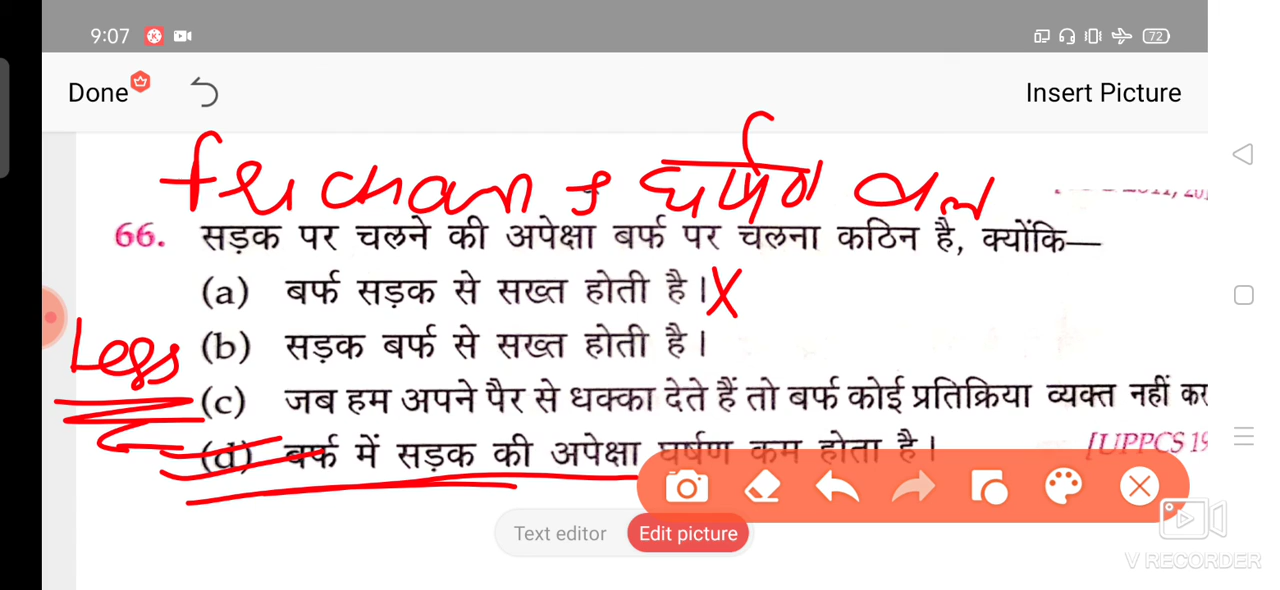 9:07
72
Done
Insert Picture
घर्षण बल
66. सड़क पर चलने की अपेक्षा बर्फ पर चलना कठिन है, क्योंकि—
(a) बर्फ सड़क से सख्त होती है। X
(b) सड़क बर्फ से सख्त होती है।
Less
(c) जब हम अपने पैर से धक्का देते हैं तो बर्फ कोई प्रतिक्रिया व्यक्त नहीं कर
(d) बर्फ में सड़क की अपेक्षा घर्षण कम होता है।
[UPPCS 19
Text editor
Edit picture
V RECORDER